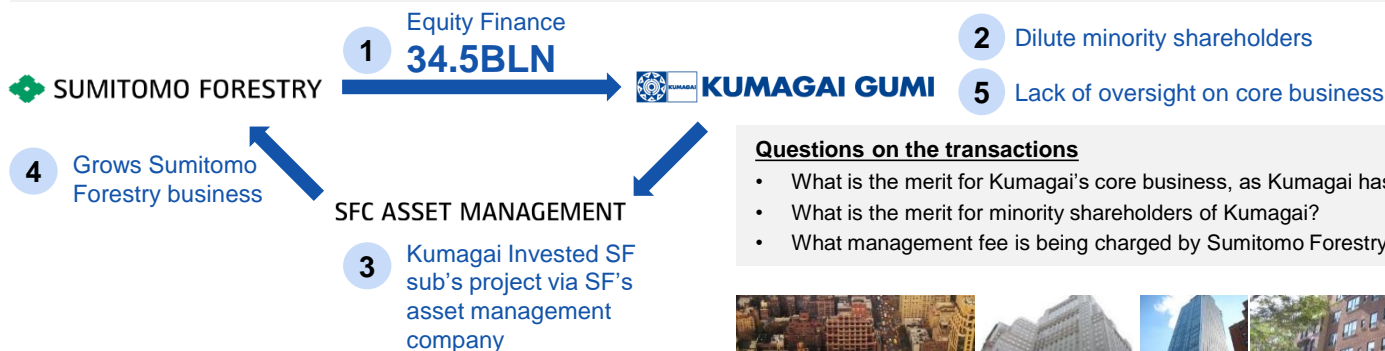 Equity Finance
1
34.5BLN
2
Dilute minority shareholders
SUMITOMO FORESTRY
KUMAGAI
KUMAGAI GUMI
5
Lack of oversight on core business
4
Grows Sumitomo
Forestry business
Questions on the transactions
• What is the merit for Kumagai's core business, as Kumagai has
• What is the merit for minority shareholders of Kumagai?
• What management fee is being charged by Sumitomo Forestry
SFC ASSET MANAGEMENT
3
Kumagai Invested SF
sub's project via SF's
asset management
company